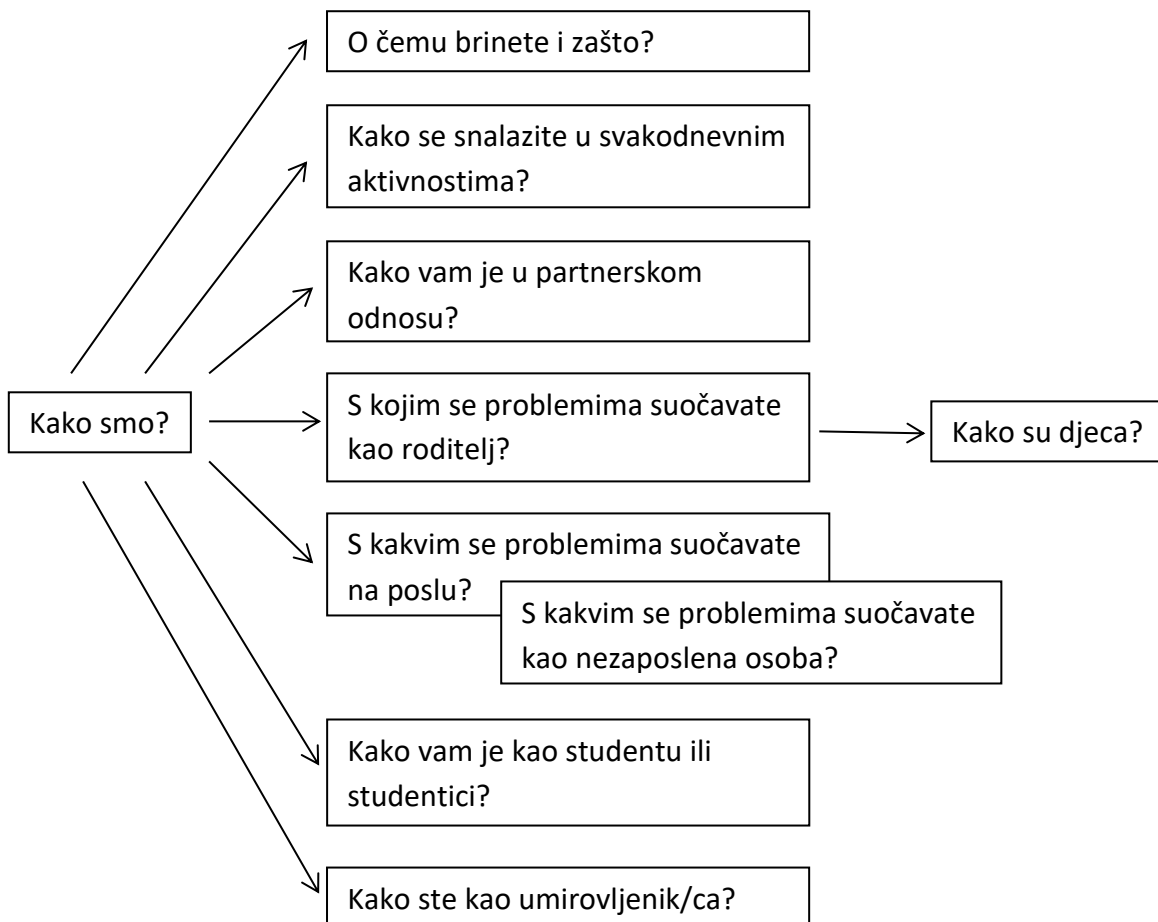 O čemu brinete i zašto?
Kako se snalazite u svakodnevnim
aktivnostima?
Kako vam je u partnerskom
odnosu?
Kako smo?
S kojim se problemima suočavate
kao roditelj?
Kako su djeca?
S kakvim se problemima suočavate
na poslu?
S kakvim se problemima suočavate
kao nezaposlena osoba?
Kako vam je kao studentu ili
studentici?
Kako ste kao umirovljenik/ca?